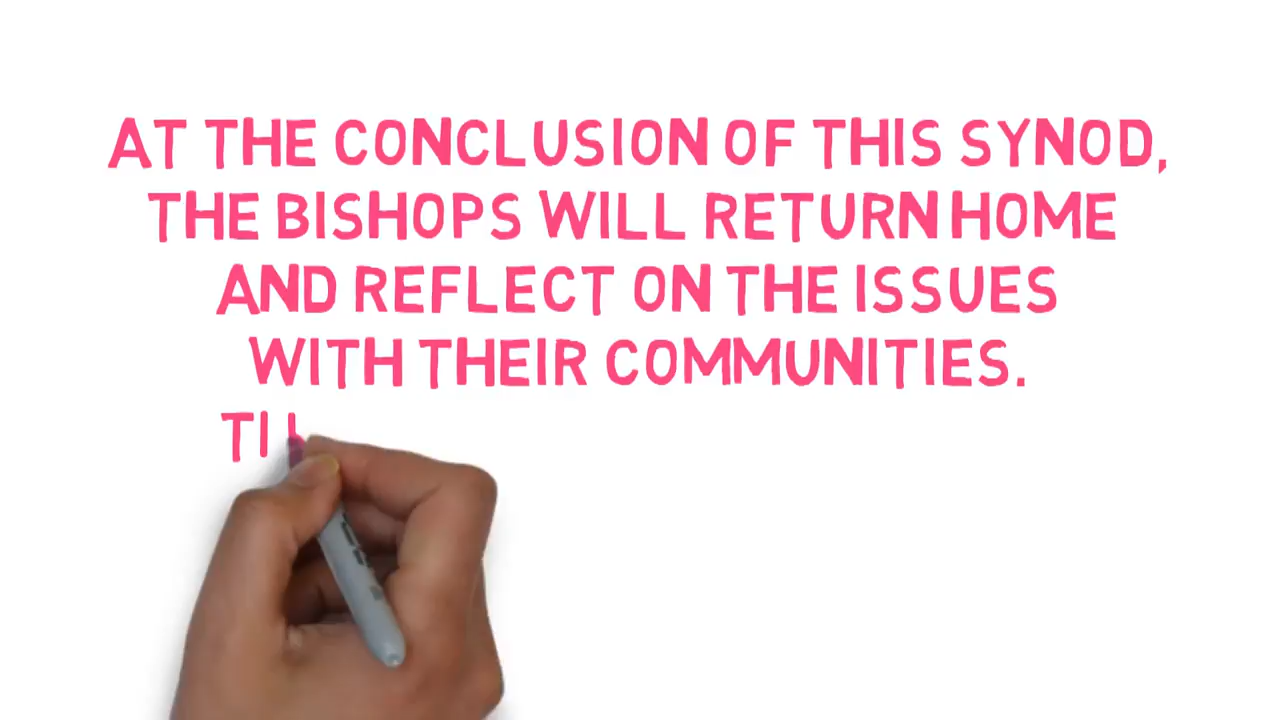 AT THE CONCLUSION OF THIS SYNOD,
THE BISHOPS WILL RETURN HOME
AND REFLECT ON THE ISSUES
WITH THEIR COMMUNITIES.